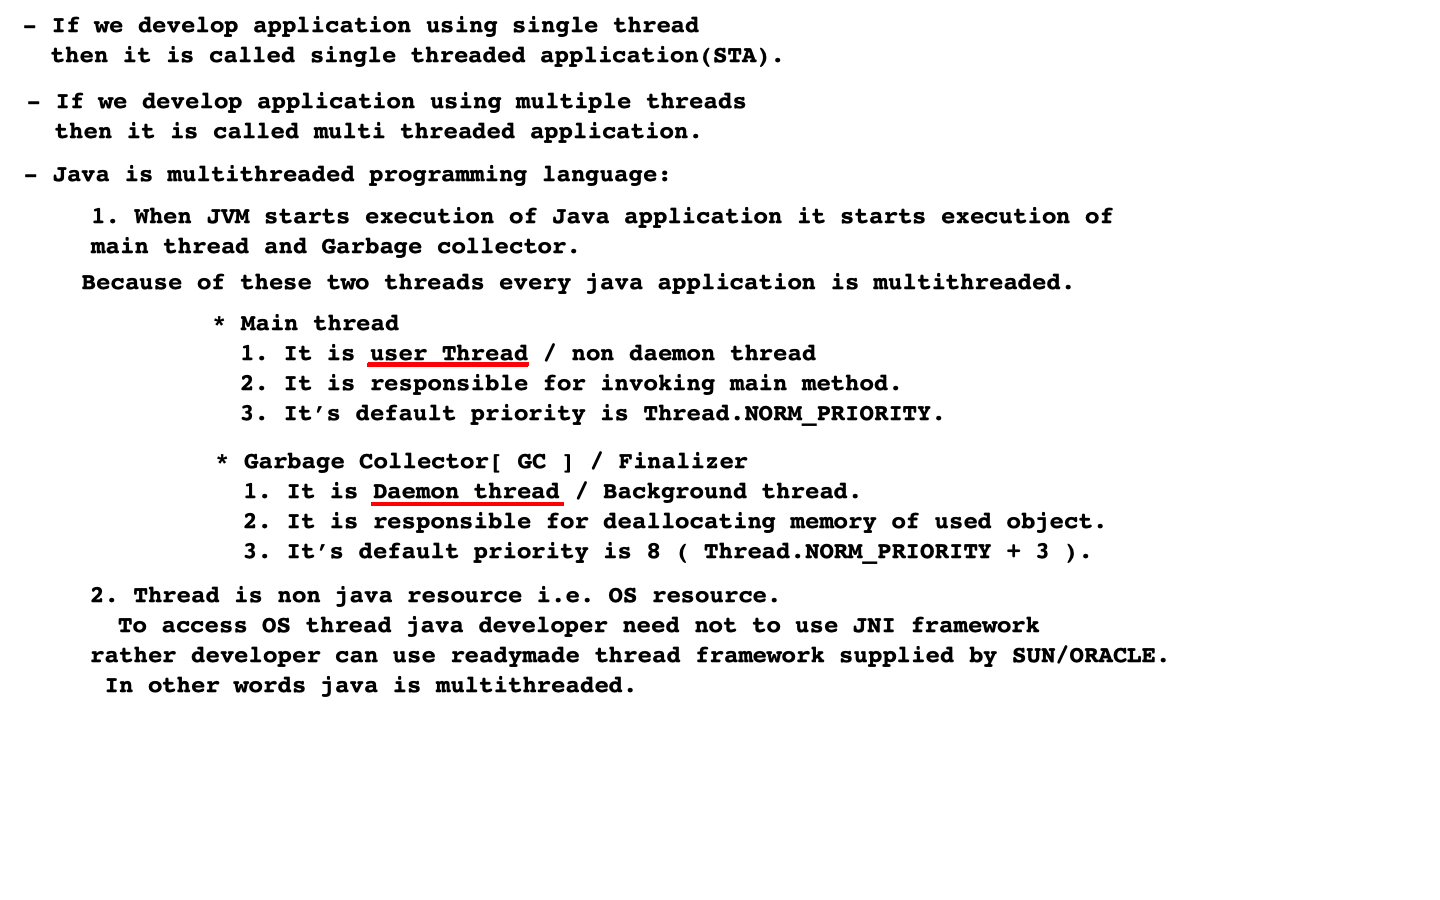 – If we develop application using single thread
then it is called single threaded application(STA).
– If we develop application using multiple threads
then it is called multi threaded application.
– Java is multithreaded programming language:
1. When JVM starts execution of Java application it starts execution of
main thread and Garbage collector.
Because of these two threads every java application is multithreaded.
* Main thread
1. It is user Thread / non daemon thread
2. It is responsible for invoking main method.
3. It’s default priority is Thread.NORM_PRIORITY.
* Garbage Collector[ GC ] / Finalizer
1. It is Daemon thread / Background thread.
2. It is responsible for deallocating memory of used object.
3. It’s default priority is 8 ( Thread.NORM_PRIORITY + 3 ).
2. Thread is non java resource i.e. OS resource.
To access OS thread java developer need not to use JNI framework
rather developer can use readymade thread framework supplied by SUN/ORACLE.
In other words java is multithreaded.